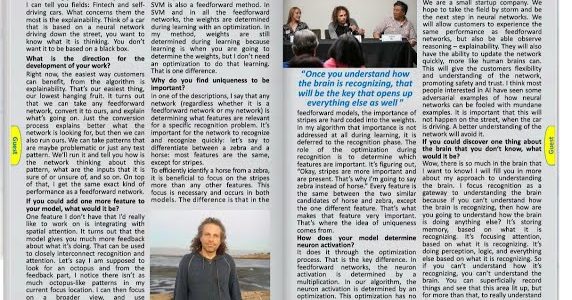 I can tell you fields: Fintech and self-
driving cars. What concerns them
most is the explainability. Think of a car
that is based on a neural network
driving down the street, you want to
know what it is thinking. You don't
want it to be based on a black box.
What is the direction for the
development of your work?
Right now, the easiest way customers
can benefit, from the algorithm is
explainability. That's our easiest thing,
our lowest hanging fruit. It turns out
that we can take any feedforward
network, convert it to ours, and explain
what's going on. Just the conversion
process explains better what the
network is looking for, but then we can
also run ours. We can take patterns that
are maybe problematic or just any test
pattern. We'll run it and tell you how is
the network thinking about this
pattern, what are the inputs that it is
sure of or unsure of, and so on. On top
of that, I get the same exact kind of
performance as a feedforward network.
If you could add one more feature to
your model, what would it be?
One feature I don't have that I'd really
like to work on is integrating with
spatial attention. It turns out that the
model gives you much more feedback
about what it's doing. That can be used
to closely interconnect recognition and
attention. Let's say I am supposed to
look for an octopus and from the
feedback part, I notice there isn't as
much octopus-like patterns in my
current focus location. I can then focus
on a broader view, and use
SVM is also a feedforward method. In
SVM and in all the feedforward
networks, the weights are determined
during learning with an optimization. In
my method, weights are still
determined during learning because
learning is when you are going to
determine the weights, but I don't need
an optimization to do that learning.
That is one difference.
Why do you find uniqueness to be
important?
in one of the descriptions, I say that any
network (regardless whether it is a
feedforward network or my network) is
determining what features are relevant
for a specific recognition problem. It's
important for the network to recognize
and recognize quickly: let's say to
differentiate between a zebra and a
horse: most features are the same,
except for stripes.
To efficiently identify a horse from a zebra,
it is beneficial to focus on the stripes
more than any other features. This
focus is necessary and occurs in both
models. The difference is that in the
"Once you understand how
the brain is recognizing, that
will be the key that opens up
everything else as well"
feedforward models, the importance of
stripes are hard coded into the weights.
In my algorithm that importance is not
addressed at all during learning, it is
deferred to the recognition phase. The
role of the optimization during
recognition is to determine which
features are important. It's figuring out,
"Okay, stripes are more important and
are present. That's why I'm going to say
zebra instead of horse." Every feature is
the same between the two similar
candidates of horse and zebra, except
the one different feature. That's what
makes that feature very important.
That's where the idea of uniqueness
comes from.
How does your model determine
neuron activation?
It does it through the optimization
process. That is the key difference. In
feedforward networks, the neuron
activation is determined by a
multiplication. In our algorithm, the
neuron activation is determined by an
optimization. This optimization has
We are a small startup company. We
hope to take the field by storm and be
the next step in neural networks. We
will allow customers to experience the
same performance as feedforward
networks, but also be able observe
reasoning – explainability. They will also
have the ability to update the network
quickly, more like human brains can.
This will give the customers flexibility
and understanding of the network,
promoting safety and trust. I think most
people interested in AI have seen some
adversarial examples of how neural
networks can be fooled with mundane
examples. It is important that this will
not happen on the street, when the car
is driving. A better understanding of the
network will avoid it.
If you could discover one thing about
the brain that you don't know, what
would it be?
Wow, there is so much in the brain that
I want to know! I will fill you in more
about my approach to understanding
the brain. I focus recognition as a
gateway to understanding the brain
because if you can't understand how
the brain is recognizing, then how are
you going to understand how the brain
is doing anything else? It's storing
memory, based on what it is
recognizing. It's focusing attention,
based on what it is recognizing. It's
doing perception, logic, and everything
else based on what it is recognizing. So
if you can't understand how it's
recognizing, you can't understand the
brain. You can superficially record
things and see that this area lit up, but
for more than that, to really understand
Guest
Guest